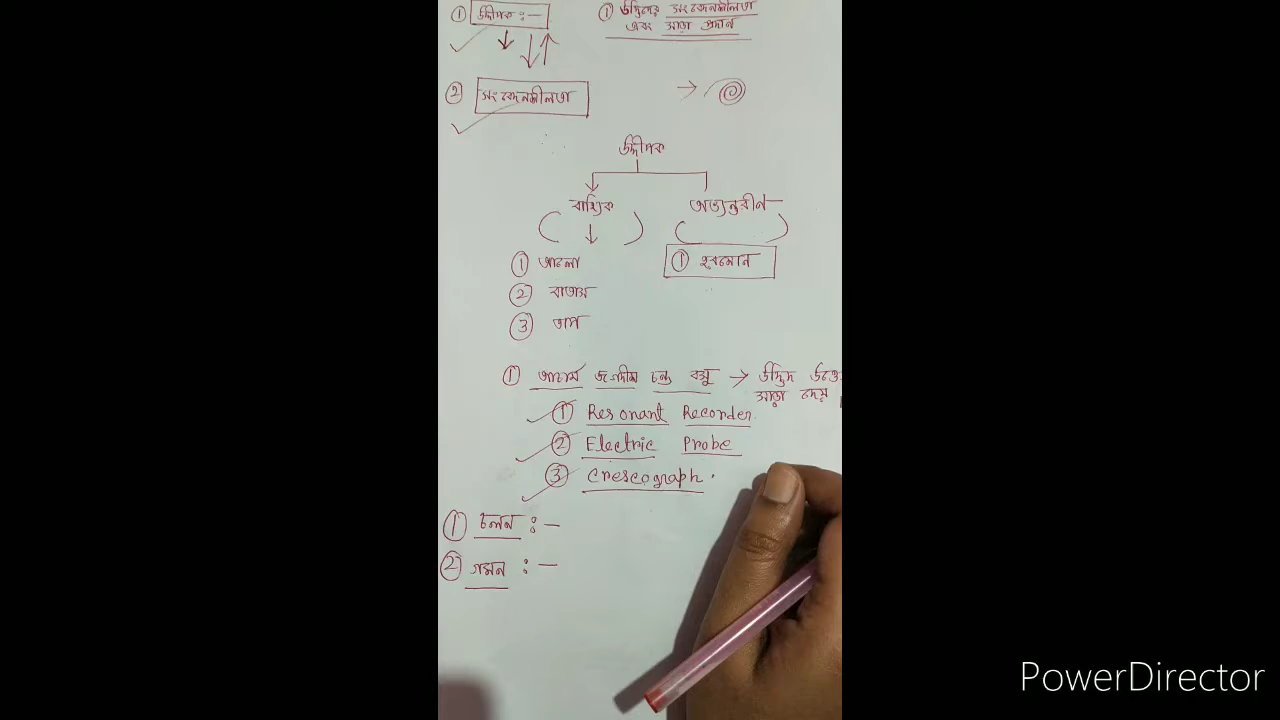 ① উদ্দীপক :—
① উদ্ভিদের সংবেদনশীলতা
এবং সাড়া প্রদান
② সংবেদনশীলতা
উদ্দীপক
বাহ্যিক অভ্যন্তরীন
① আলো ① হরমোন
② বাতাস
③ তাপ
① আচার্য জগদীশ চন্দ্র বসু → উদ্ভিদ
সাড়া দেয়।
① Resonant Recorder
② Electric Probe
③ Crescograph.
① চলন :—
② গমন :—
PowerDirector